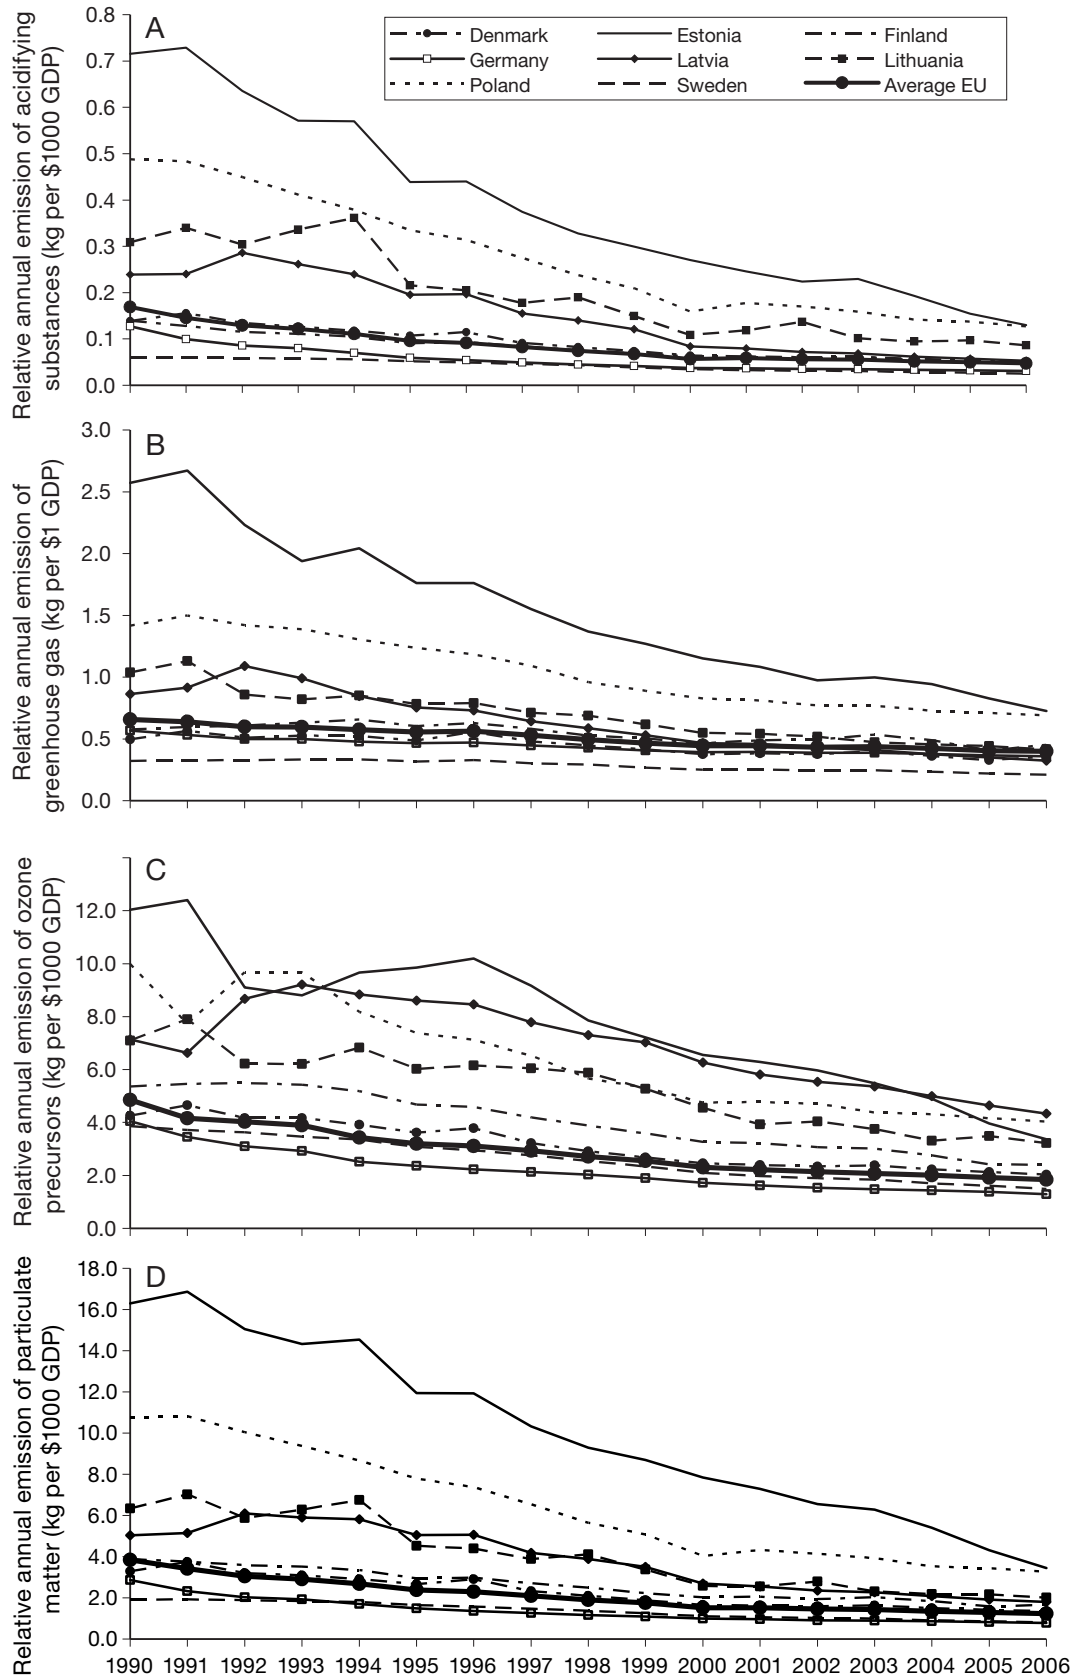 Relative annual emission of acidifying
substances (kg per $1000 GDP)
A
0.8
0.7
0.6
0.5
0.4
0.3
0.2
0.1
0.0
Denmark Estonia Finland
Germany Latvia Lithuania
Poland Sweden Average EU
Relative annual emission of
greenhouse gas (kg per $1 GDP)
B
3.0
2.5
2.0
1.5
1.0
0.5
0.0
Relative annual emission of ozone
precursors (kg per $1000 GDP)
C
12.0
10.0
8.0
6.0
4.0
2.0
0.0
Relative annual emission of particulate
matter (kg per $1000 GDP)
D
18.0
16.0
14.0
12.0
10.0
8.0
6.0
4.0
2.0
0.0
1990 1991 1992 1993 1994 1995 1996 1997 1998 1999 2000 2001 2002 2003 2004 2005 2006